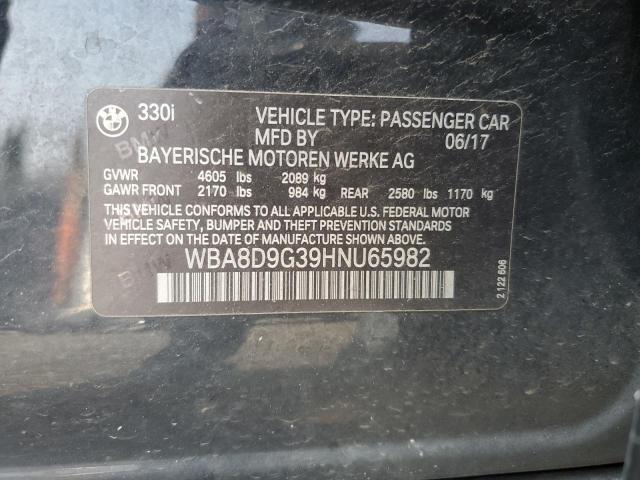 330i VEHICLE TYPE: PASSENGER CAR
MFD BY 06/17
BAYERISCHE MOTOREN WERKE AG
GVWR 4605 lbs 2089 kg
GAWR FRONT 2170 lbs 984 kg REAR 2580 lbs 1170 kg
THIS VEHICLE CONFORMS TO ALL APPLICABLE U.S. FEDERAL MOTOR
VEHICLE SAFETY, BUMPER AND THEFT PREVENTION STANDARDS
IN EFFECT ON THE DATE OF MANUFACTURE SHOWN ABOVE.
WBA8D9G39HNU65982
2 122 606